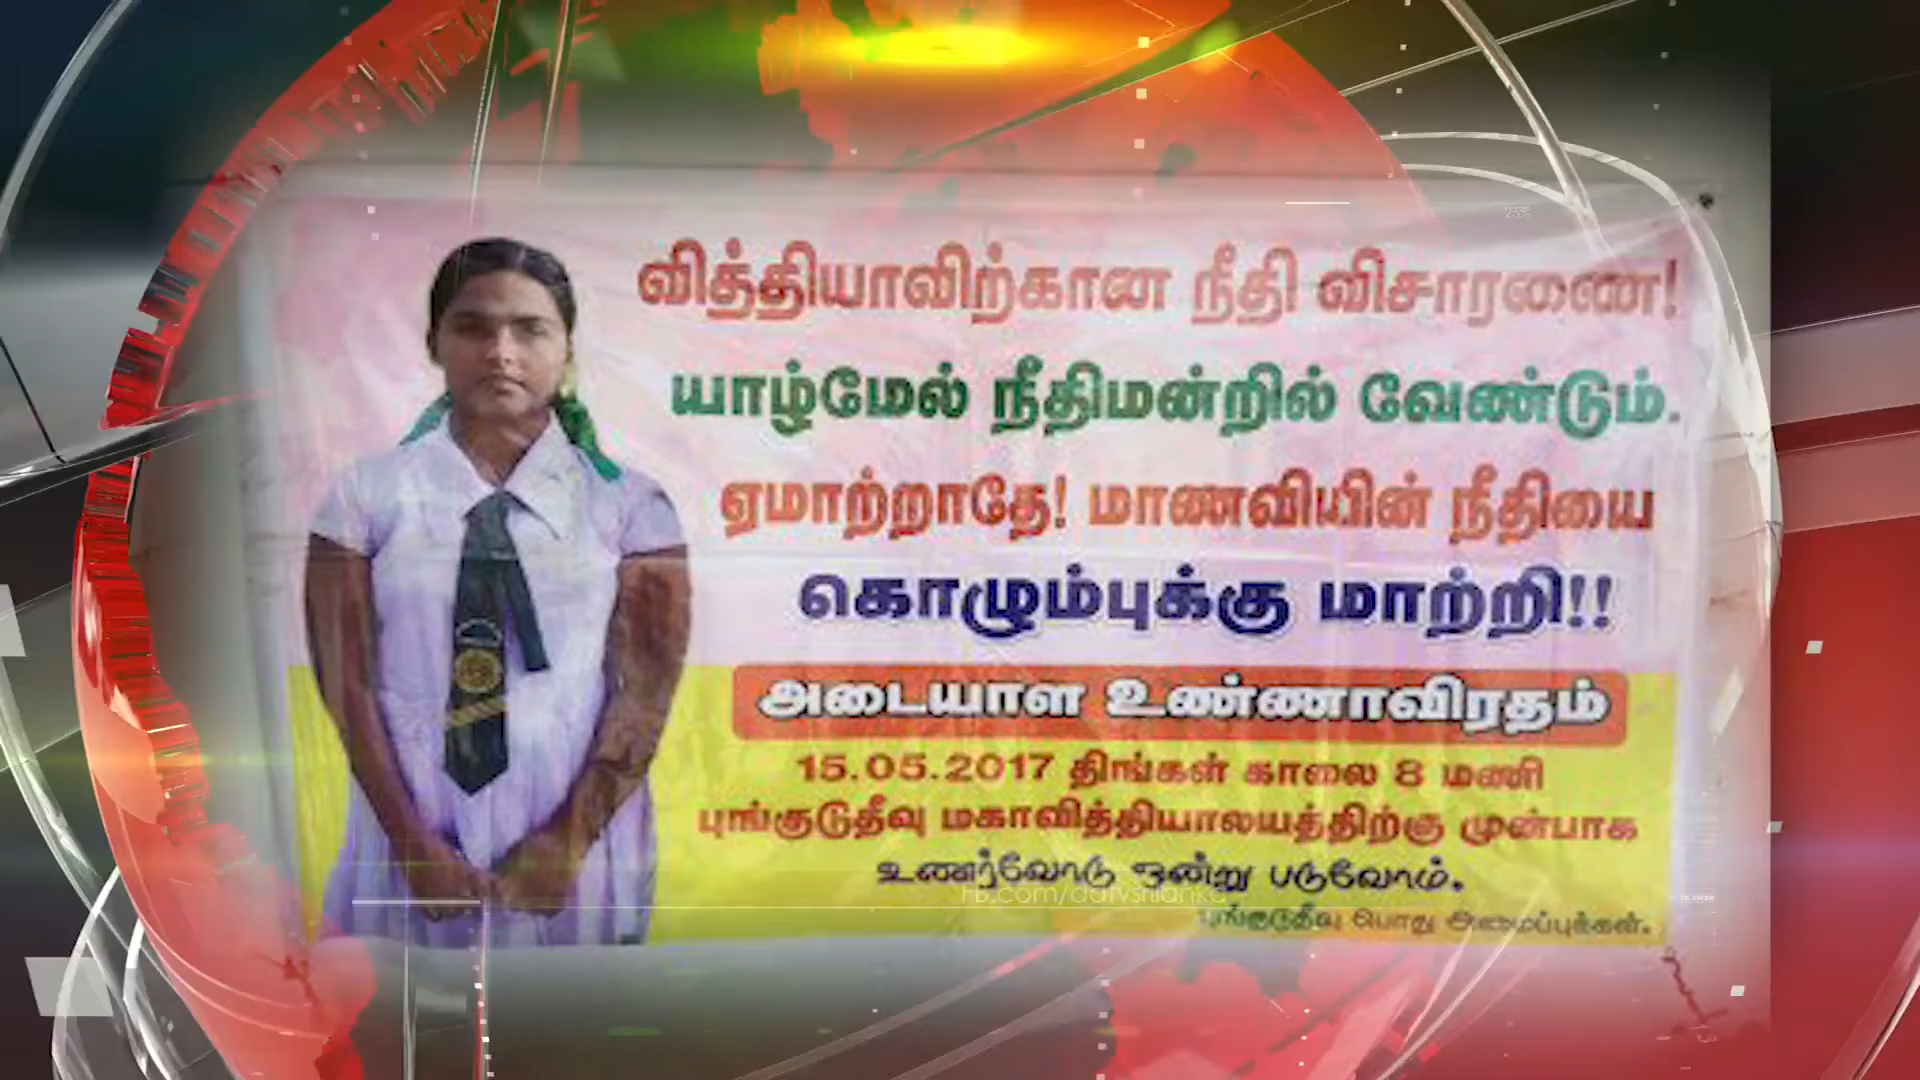 வித்தியாவிற்கான நீதி விசாரணை!
யாழ்மேல் நீதிமன்றில் வேண்டும்.
ஏமாற்றாதே! மாணவியின் நீதியை
கொழும்புக்கு மாற்றி!!
அடையாள உண்ணாவிரதம்
15.05.2017 திங்கள் காலை 8 மணி
புங்குடுதீவு மகாவித்தியாலயத்திற்கு முன்பாக
உணர்வோடு ஒன்று படுவோம்.
FB.com/datvsrilanka
புங்குடுதீவு பொது அமைப்புக்கள்.